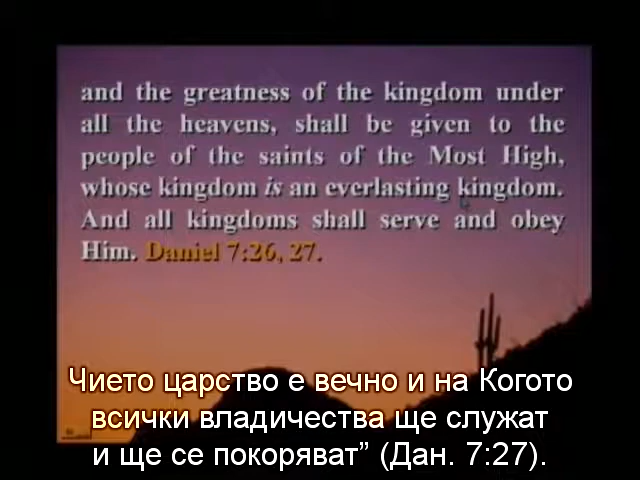 and the greatness of the kingdom under
all the heavens, shall be given to the
people of the saints of the Most High,
whose kingdom is an everlasting kingdom.
And all kingdoms shall serve and obey
Him. Daniel 7:26, 27.
Чието царство е вечно и на Когото
всички владичества ще служат
и ще се покоряват” (Дан. 7:27).